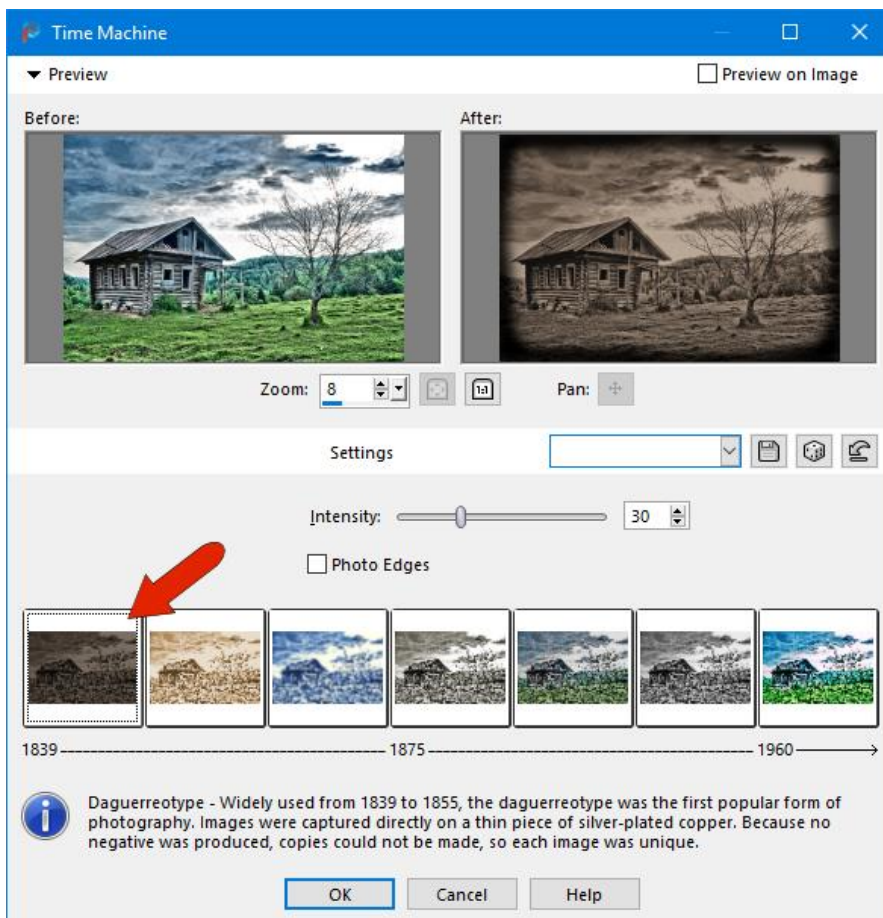 Time Machine
Preview
Preview on Image
Before:
After:
Zoom: 8
1:1
Pan:
Settings
Intensity: 30
Photo Edges
1839
1875
1960
Daguerreotype - Widely used from 1839 to 1855, the daguerreotype was the first popular form of
photography. Images were captured directly on a thin piece of silver-plated copper. Because no
negative was produced, copies could not be made, so each image was unique.
OK
Cancel
Help